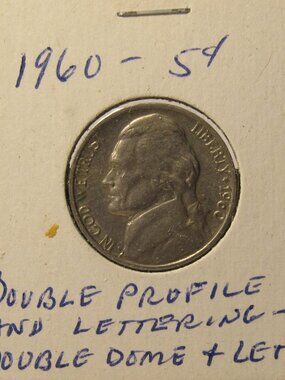 1960 - 5¢
IN GOD WE TRUST
LIBERTY 1960
DOUBLE PROFILE
AND LETTERING -
DOUBLE DOME + LET